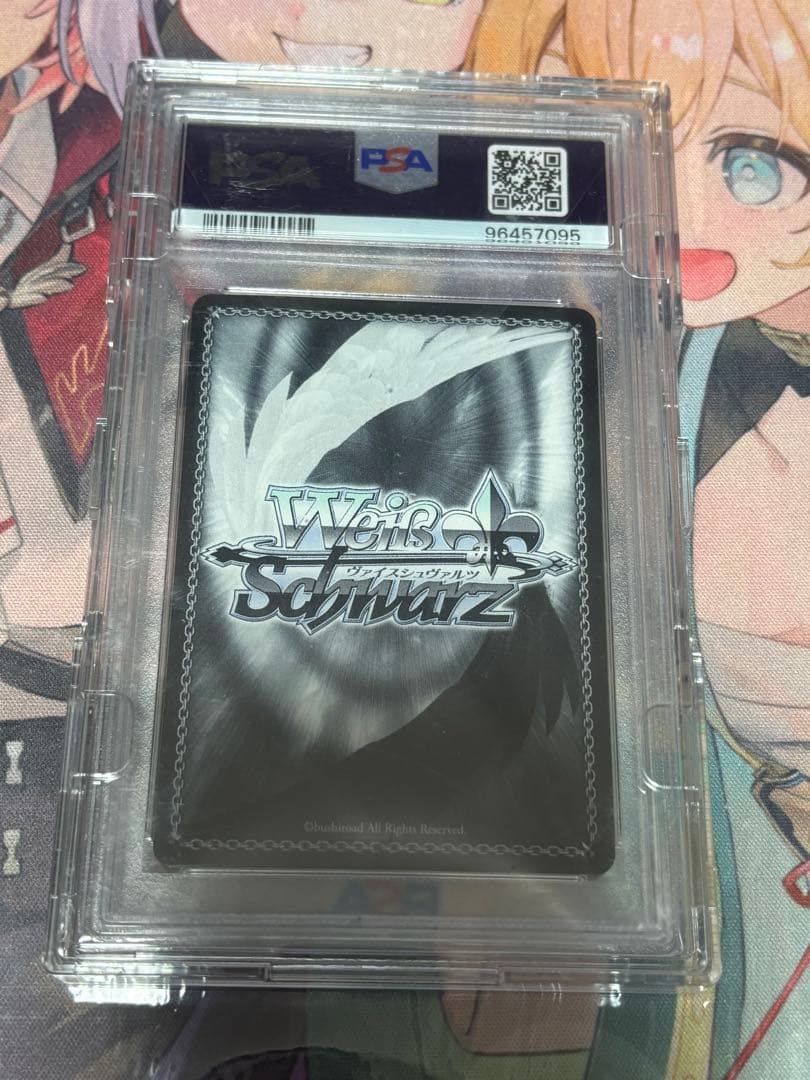 PSA
PSA
96457095
Weiß
ヴァイスシュヴァルツ
Schwarz
©bushiroad All Rights Reserved.
PSA